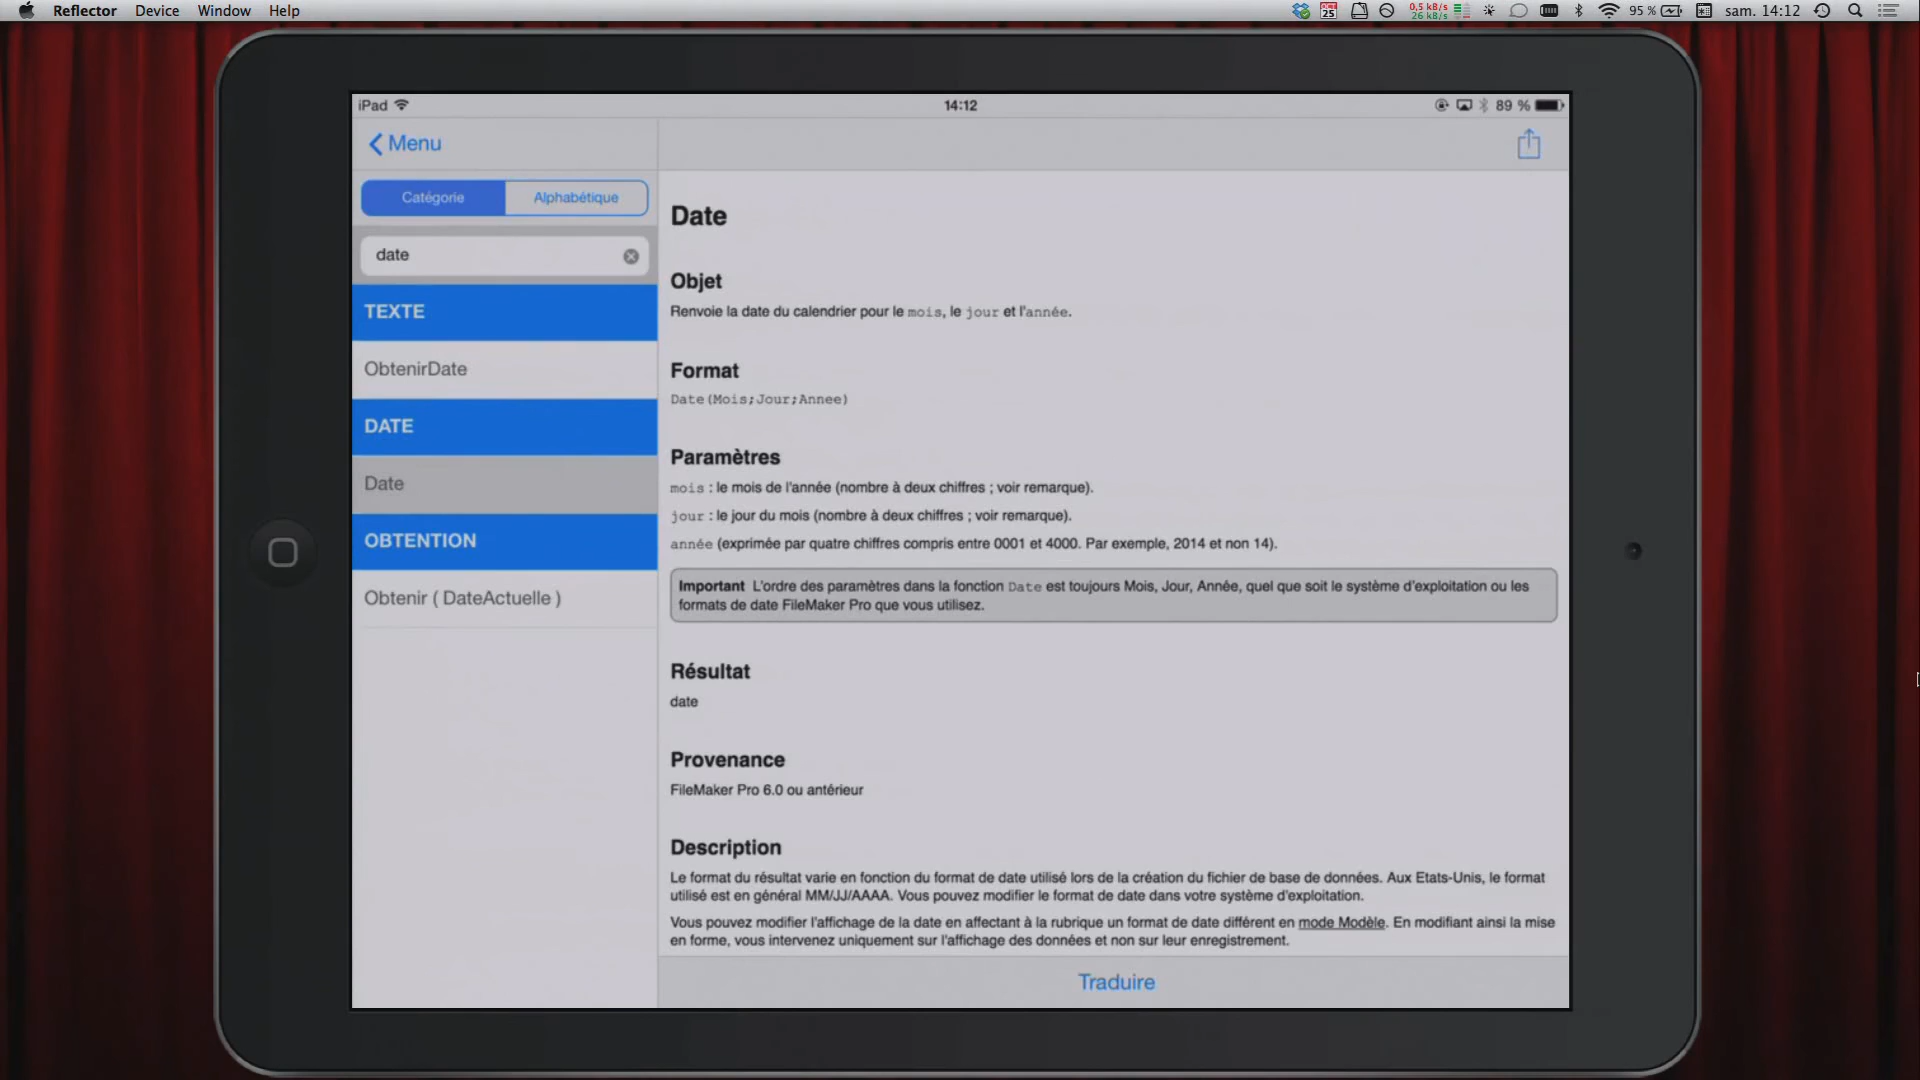 Reflector Device Window Help
OCT 25
0,5 kB/s
26 kB/s
95 %
sam. 14:12
iPad 14:12 89 %
Menu
Catégorie Alphabétique
date
TEXTE
ObtenirDate
DATE
Date
OBTENTION
Obtenir ( DateActuelle )
Date
Objet
Renvoie la date du calendrier pour le mois, le jour et l'année.
Format
Date(Mois;Jour;Annee)
Paramètres
mois : le mois de l'année (nombre à deux chiffres ; voir remarque).
jour : le jour du mois (nombre à deux chiffres ; voir remarque).
année (exprimée par quatre chiffres compris entre 0001 et 4000. Par exemple, 2014 et non 14).
Important L'ordre des paramètres dans la fonction Date est toujours Mois, Jour, Année, quel que soit le système d'exploitation ou les
formats de date FileMaker Pro que vous utilisez.
Résultat
date
Provenance
FileMaker Pro 6.0 ou antérieur
Description
Le format du résultat varie en fonction du format de date utilisé lors de la création du fichier de base de données. Aux Etats-Unis, le format
utilisé est en général MM/JJ/AAAA. Vous pouvez modifier le format de date dans votre système d'exploitation.
Vous pouvez modifier l'affichage de la date en affectant à la rubrique un format de date différent en mode Modèle. En modifiant ainsi la mise
en forme, vous intervenez uniquement sur l'affichage des données et non sur leur enregistrement.
Traduire